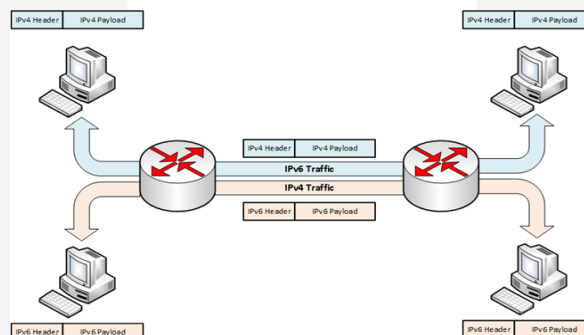 IPv4 Header IPv4 Payload IPv4 Header IPv4 Payload
IPv4 Header IPv4 Payload
IPv6 Traffic
IPv4 Traffic
IPv6 Header IPv6 Payload
IPv6 Header IPv6 Payload IPv6 Header IPv6 Payload